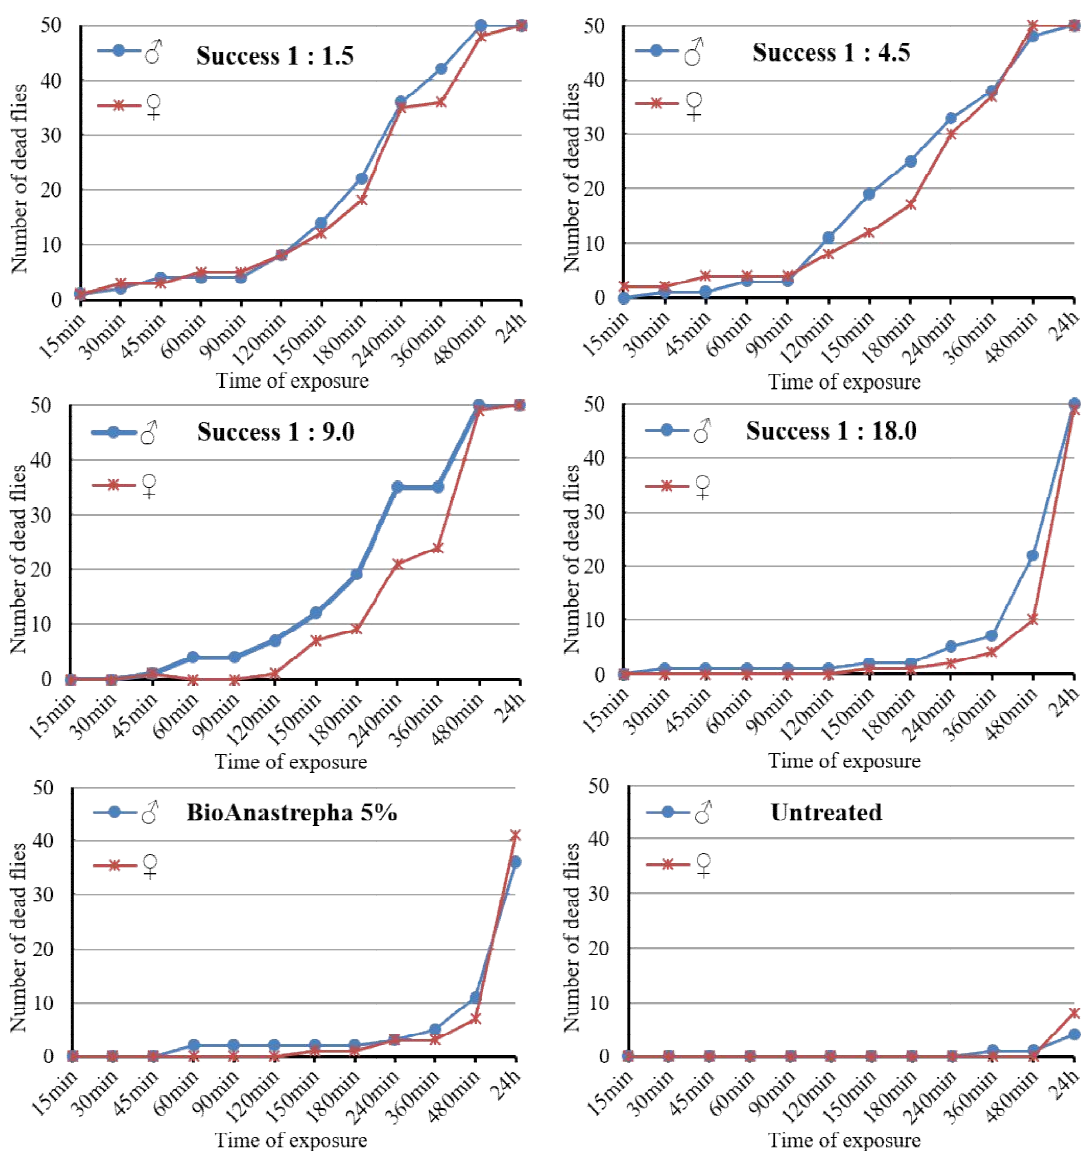 Success 1 : 1.5
♂
♀
Number of dead flies
50
40
30
20
10
0
15min 30min 45min 60min 90min 120min 150min 180min 240min 360min 480min 24h
Time of exposure
Success 1 : 4.5
♂
♀
Number of dead flies
50
40
30
20
10
0
15min 30min 45min 60min 90min 120min 150min 180min 240min 360min 480min 24h
Time of exposure
Success 1 : 9.0
♂
♀
Number of dead flies
50
40
30
20
10
0
15min 30min 45min 60min 90min 120min 150min 180min 240min 360min 480min 24h
Time of exposure
Success 1 : 18.0
♂
♀
Number of dead flies
50
40
30
20
10
0
15min 30min 45min 60min 90min 120min 150min 180min 240min 360min 480min 24h
Time of exposure
BioAnastrepha 5%
♂
♀
Number of dead flies
50
40
30
20
10
0
15min 30min 45min 60min 90min 120min 150min 180min 240min 360min 480min 24h
Time of exposure
Untreated
♂
♀
Number of dead flies
50
40
30
20
10
0
15min 30min 45min 60min 90min 120min 150min 180min 240min 360min 480min 24h
Time of exposure